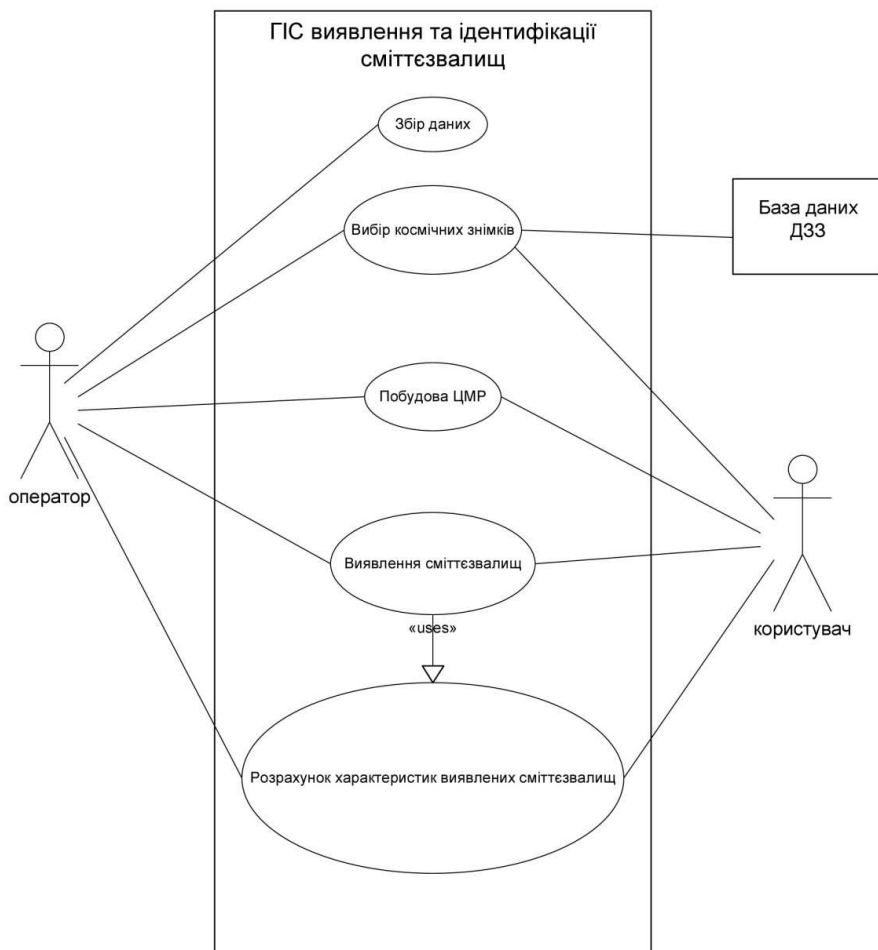 ГІС виявлення та ідентифікації
сміттєзвалищ
Збір даних
Вибір космічних знімків
База даних
ДЗЗ
Побудова ЦМР
оператор
Виявлення сміттєзвалищ
«uses»
користувач
Розрахунок характеристик виявлених сміттєзвалищ